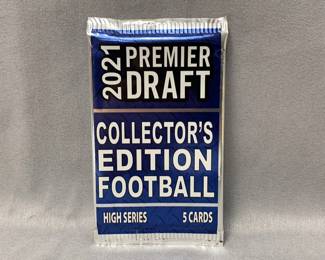 2021 PREMIER
DRAFT
COLLECTOR'S
EDITION
FOOTBALL
HIGH SERIES 5 CARDS